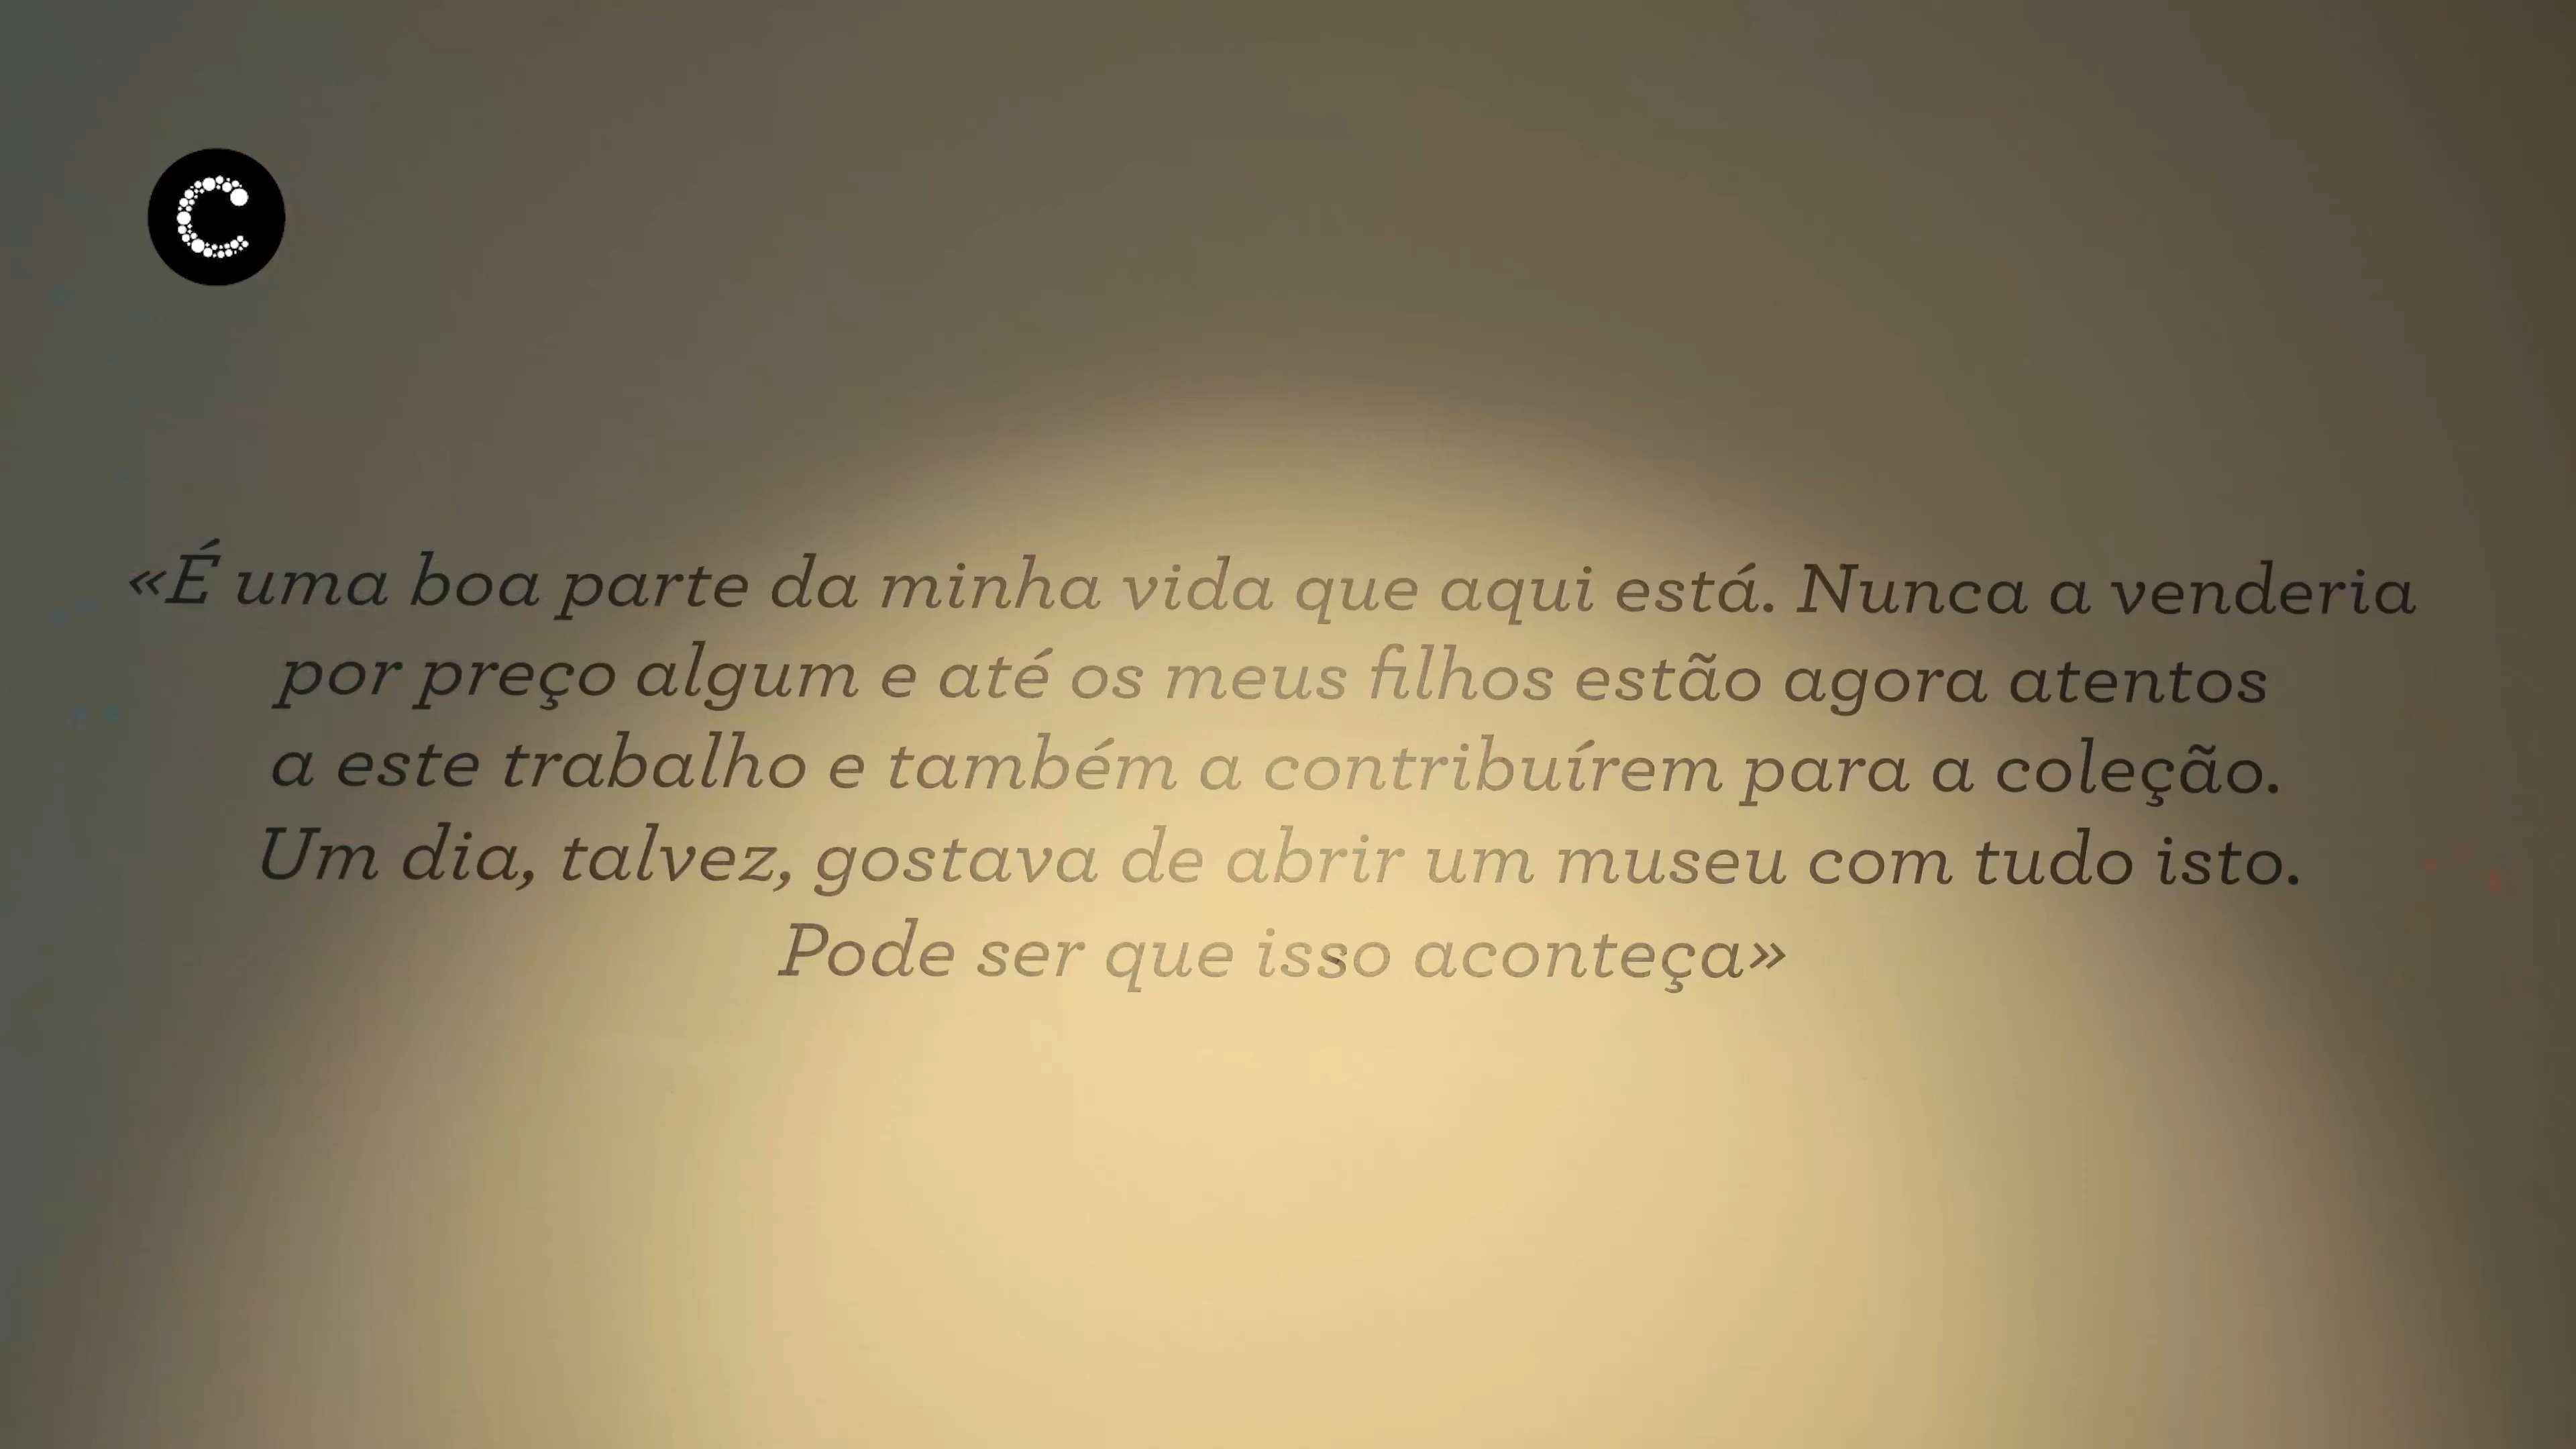 C
«É uma boa parte da minha vida que aqui está. Nunca a venderia
por preço algum e até os meus filhos estão agora atentos
a este trabalho e também a contribuírem para a coleção.
Um dia, talvez, gostava de abrir um museu com tudo isto.
Pode ser que isso aconteça»